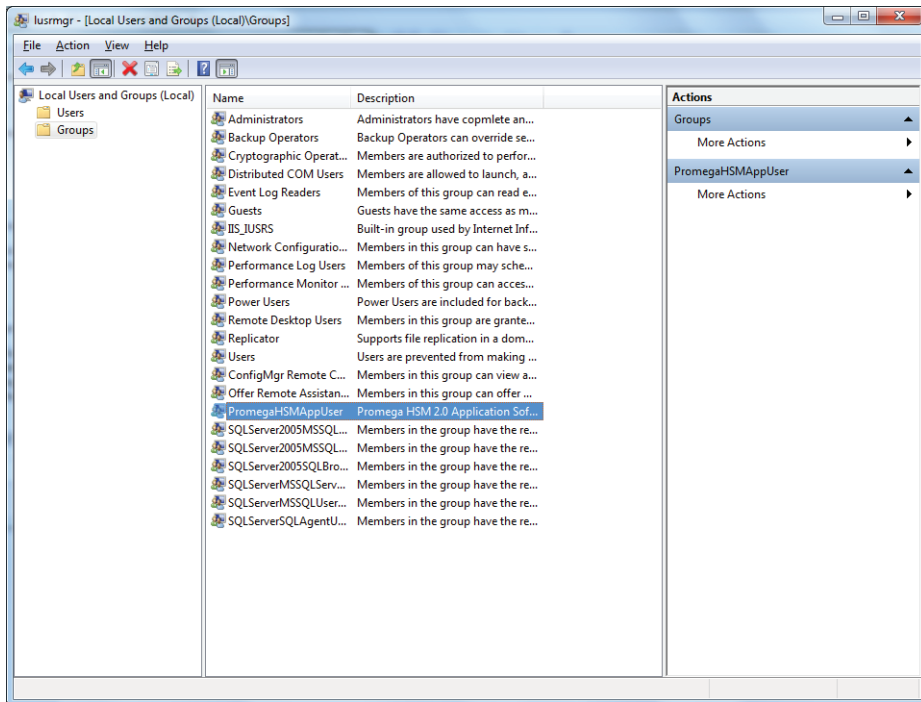 lusrmgr - [Local Users and Groups (Local)\Groups]
File Action View Help
Local Users and Groups (Local)
Users
Groups
Name Description
Administrators Administrators have copmlete an...
Backup Operators Backup Operators can override se...
Cryptographic Operat... Members are authorized to perfor...
Distributed COM Users Members are allowed to launch, a...
Event Log Readers Members of this group can read e...
Guests Guests have the same access as m...
IIS_IUSRS Built-in group used by Internet Inf...
Network Configuratio... Members in this group can have s...
Performance Log Users Members of this group may sche...
Performance Monitor ... Members of this group can acces...
Power Users Power Users are included for back...
Remote Desktop Users Members in this group are grante...
Replicator Supports file replication in a dom...
Users Users are prevented from making ...
ConfigMgr Remote C... Members in this group can view a...
Offer Remote Assistan... Members in this group can offer ...
PromegaHSMAppUser Promega HSM 2.0 Application Sof...
SQLServer2005MSSQL... Members in the group have the re...
SQLServer2005MSSQL... Members in the group have the re...
SQLServer2005SQLBro... Members in the group have the re...
SQLServerMSSQLServ... Members in the group have the re...
SQLServerMSSQLUser... Members in the group have the re...
SQLServerSQLAgentU... Members in the group have the re...
Actions
Groups
More Actions
PromegaHSMAppUser
More Actions